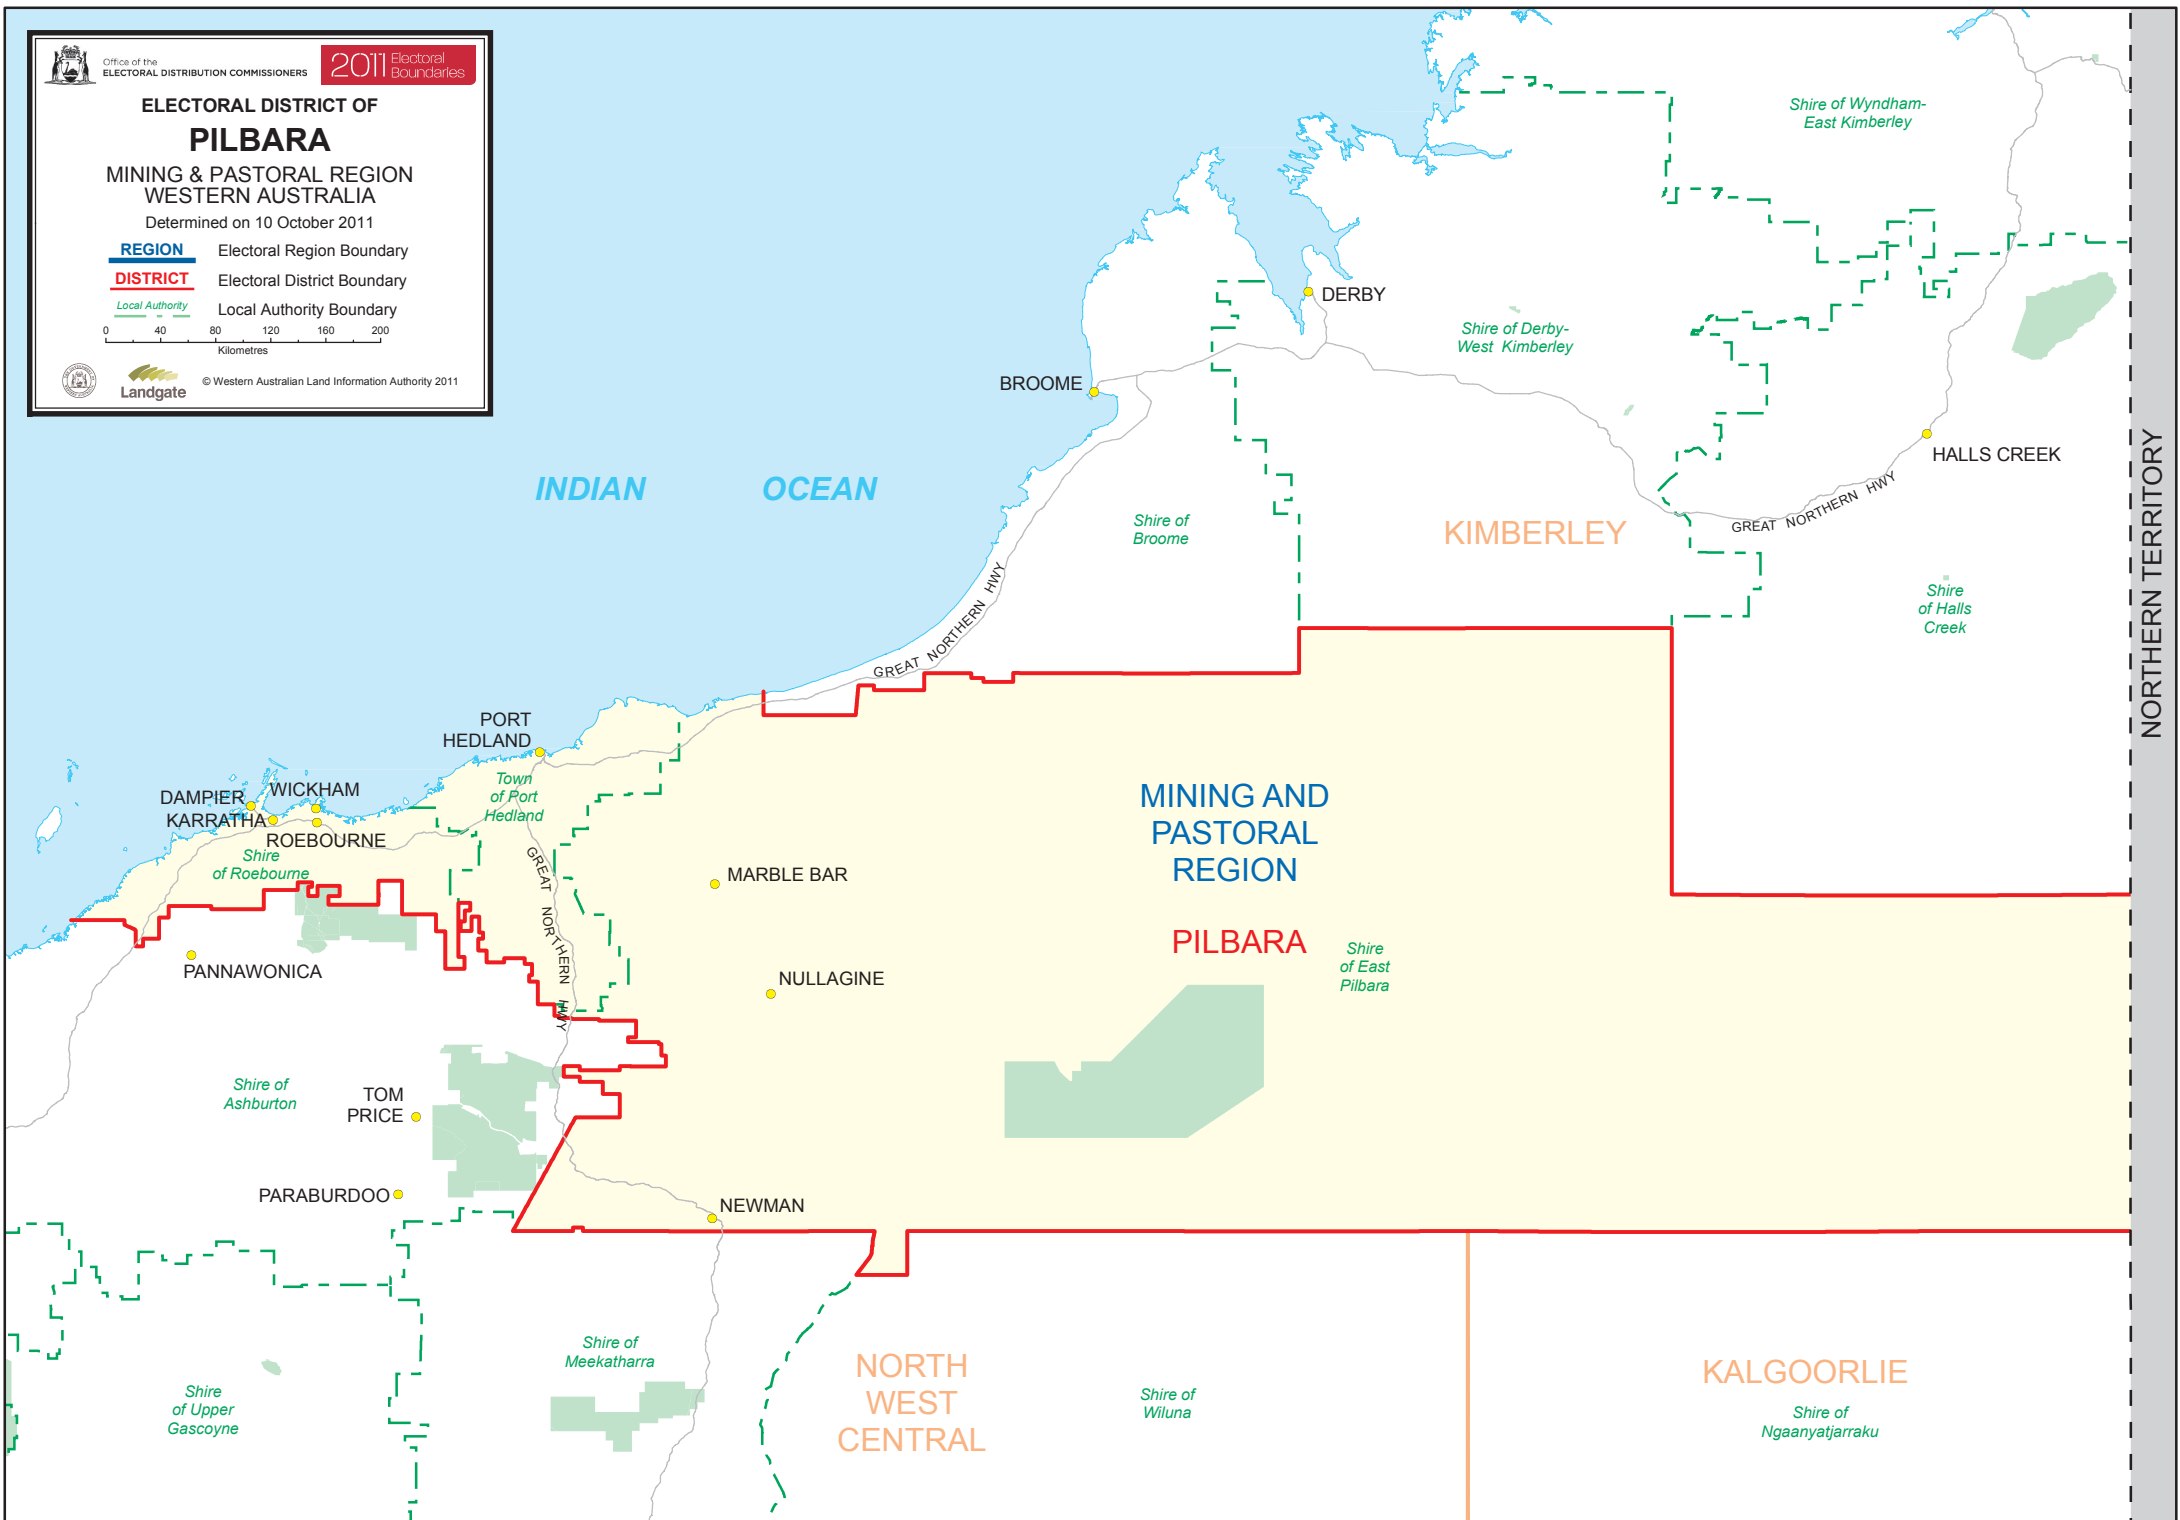 Office of the
ELECTORAL DISTRIBUTION COMMISSIONERS
2011 Electoral
Boundaries
ELECTORAL DISTRICT OF
PILBARA
MINING & PASTORAL REGION
WESTERN AUSTRALIA
Determined on 10 October 2011
REGION Electoral Region Boundary
DISTRICT Electoral District Boundary
Local Authority Local Authority Boundary
0 40 80 120 160 200
Kilometres
Landgate
© Western Australian Land Information Authority 2011
Shire of Wyndham-
East Kimberley
DERBY
Shire of Derby-
West Kimberley
BROOME
HALLS CREEK
GREAT NORTHERN HWY
INDIAN OCEAN
Shire of
Broome
KIMBERLEY
NORTHERN TERRITORY
Shire
of Halls
Creek
GREAT NORTHERN HWY
PORT
HEDLAND
Town
of Port
Hedland
DAMPIER
WICKHAM
KARRATHA
ROEBOURNE
Shire
of Roebourne
GREAT NORTHERN HWY
MARBLE BAR
MINING AND
PASTORAL
REGION
PILBARA
Shire
of East
Pilbara
PANNAWONICA
NULLAGINE
Shire of
Ashburton
TOM
PRICE
PARABURDOO
NEWMAN
Shire of
Meekatharra
Shire
of Upper
Gascoyne
NORTH
WEST
CENTRAL
Shire of
Wiluna
KALGOORLIE
Shire of
Ngaanyatjarraku